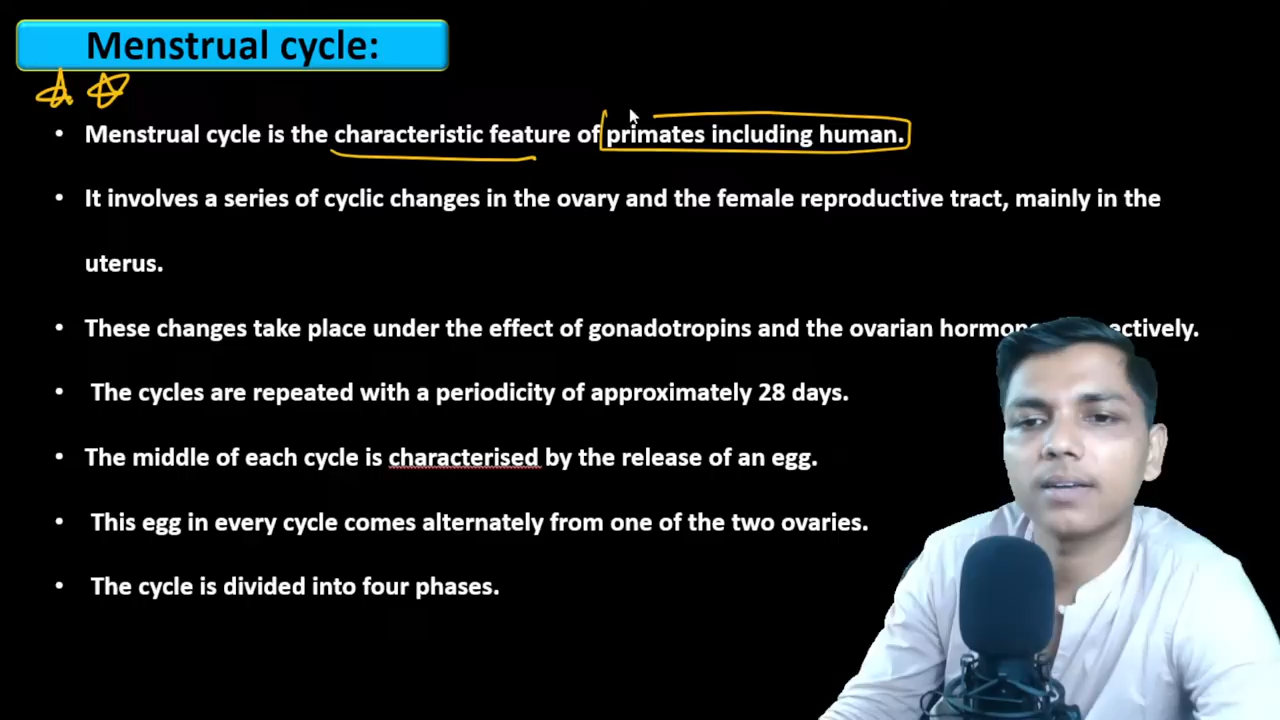 Menstrual cycle:
• Menstrual cycle is the characteristic feature of primates including human.
• It involves a series of cyclic changes in the ovary and the female reproductive tract, mainly in the
uterus.
• These changes take place under the effect of gonadotropins and the ovarian
• The cycles are repeated with a periodicity of approximately 28 days.
• The middle of each cycle is characterised by the release of an egg.
• This egg in every cycle comes alternately from one of the two ovaries.
• The cycle is divided into four phases.